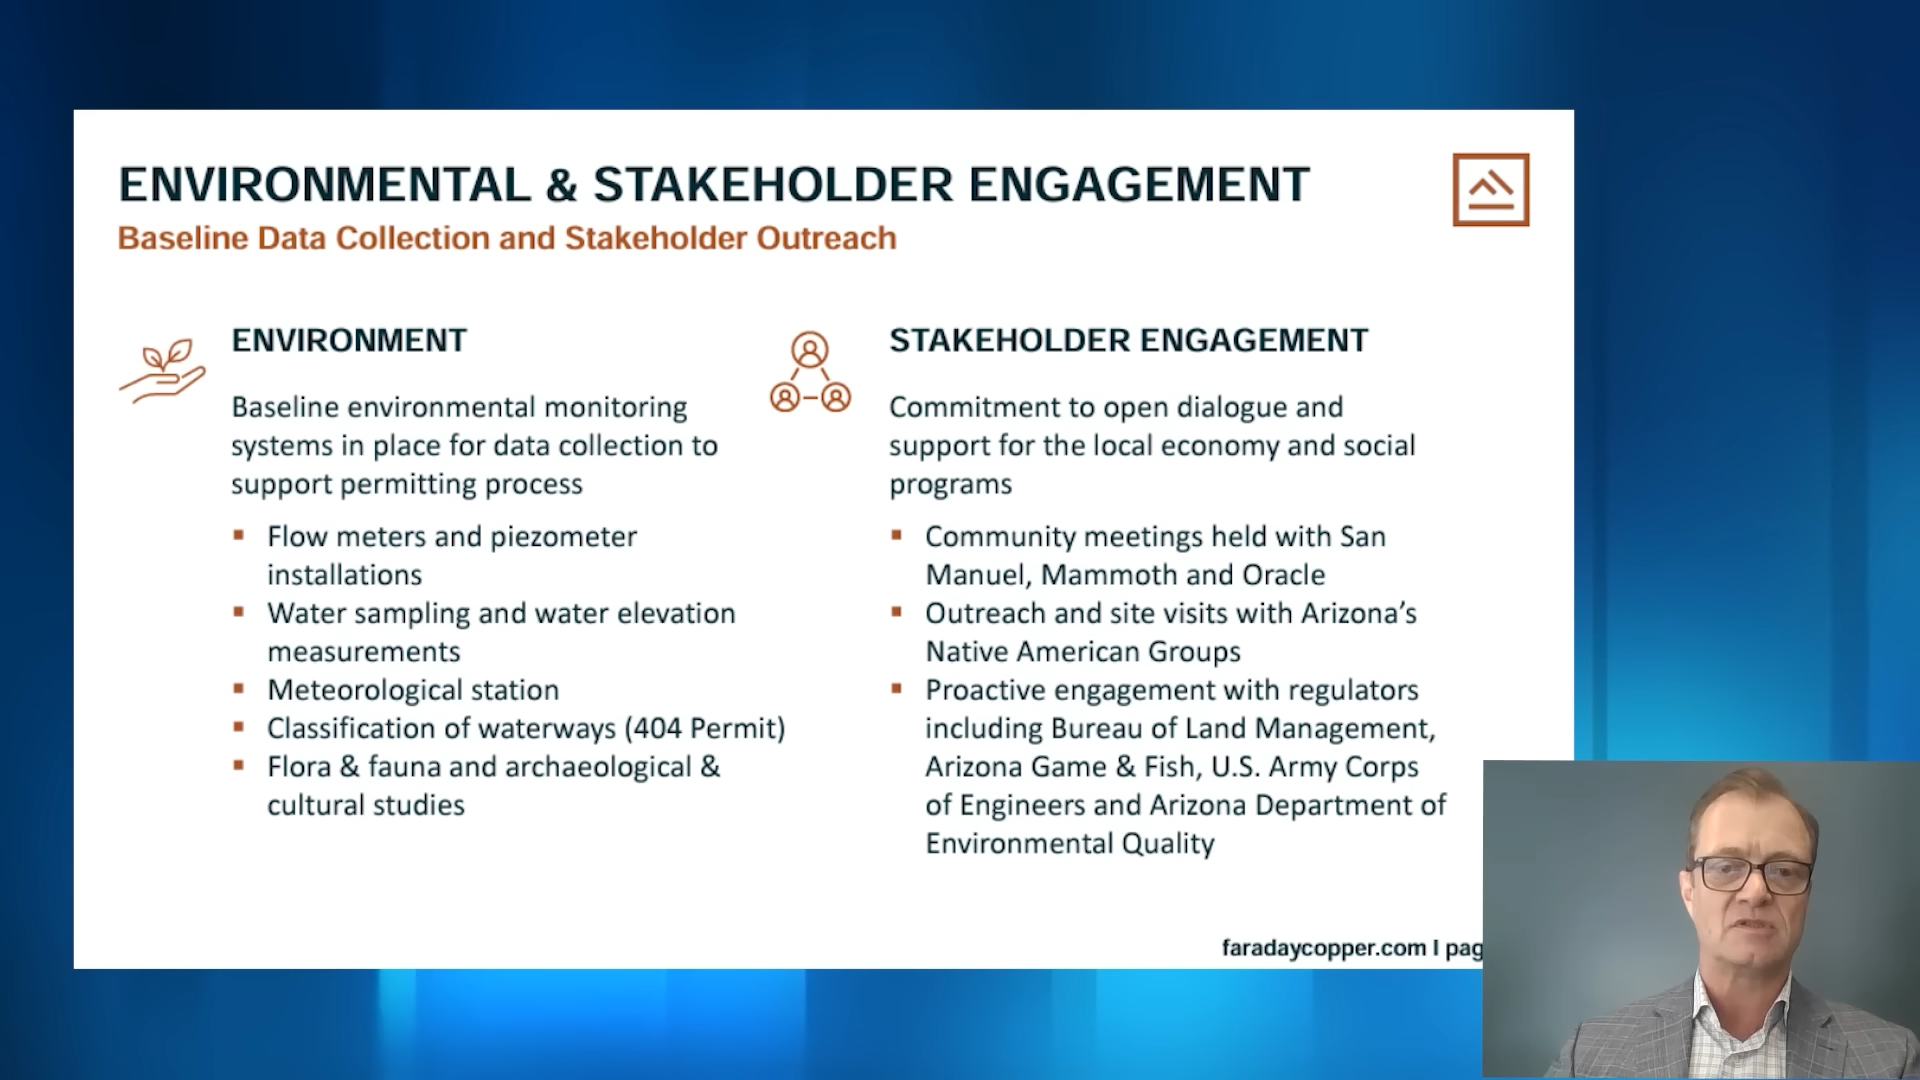 ENVIRONMENTAL & STAKEHOLDER ENGAGEMENT
Baseline Data Collection and Stakeholder Outreach
ENVIRONMENT
Baseline environmental monitoring
systems in place for data collection to
support permitting process
▪ Flow meters and piezometer
installations
▪ Water sampling and water elevation
measurements
▪ Meteorological station
▪ Classification of waterways (404 Permit)
▪ Flora & fauna and archaeological &
cultural studies
STAKEHOLDER ENGAGEMENT
Commitment to open dialogue and
support for the local economy and social
programs
▪ Community meetings held with San
Manuel, Mammoth and Oracle
▪ Outreach and site visits with Arizona’s
Native American Groups
▪ Proactive engagement with regulators
including Bureau of Land Management,
Arizona Game & Fish, U.S. Army Corps
of Engineers and Arizona Department of
Environmental Quality
faradaycopper.com I pag